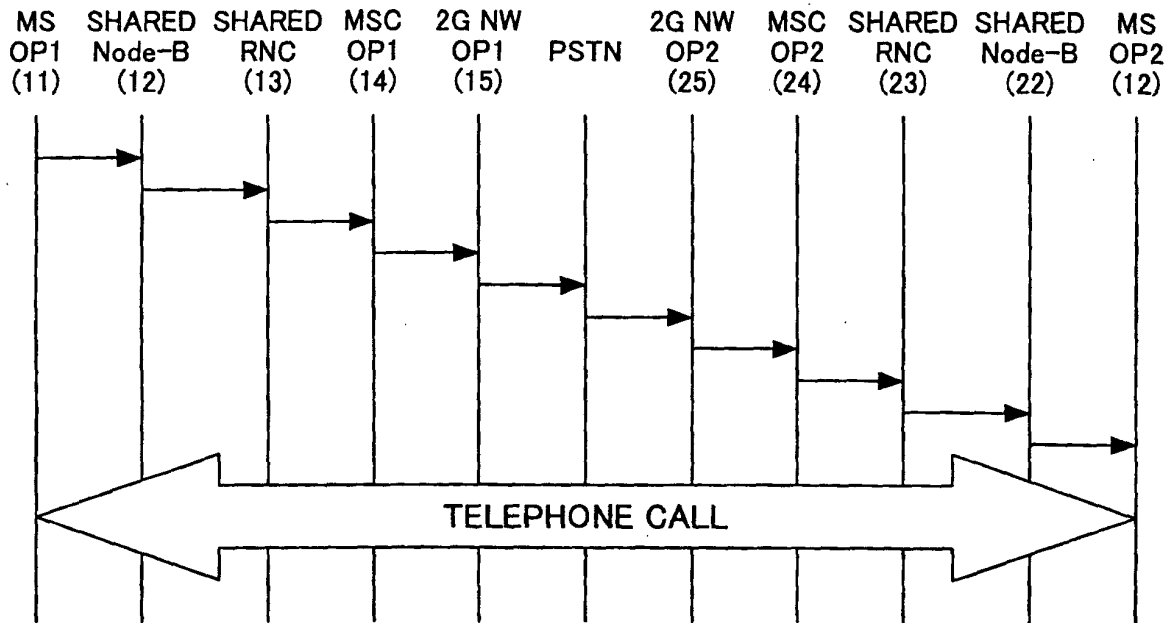 MS OP1 (11)
SHARED Node-B (12)
SHARED RNC (13)
MSC OP1 (14)
2G NW OP1 (15)
PSTN
2G NW OP2 (25)
MSC OP2 (24)
SHARED RNC (23)
SHARED Node-B (22)
MS OP2 (12)
TELEPHONE CALL